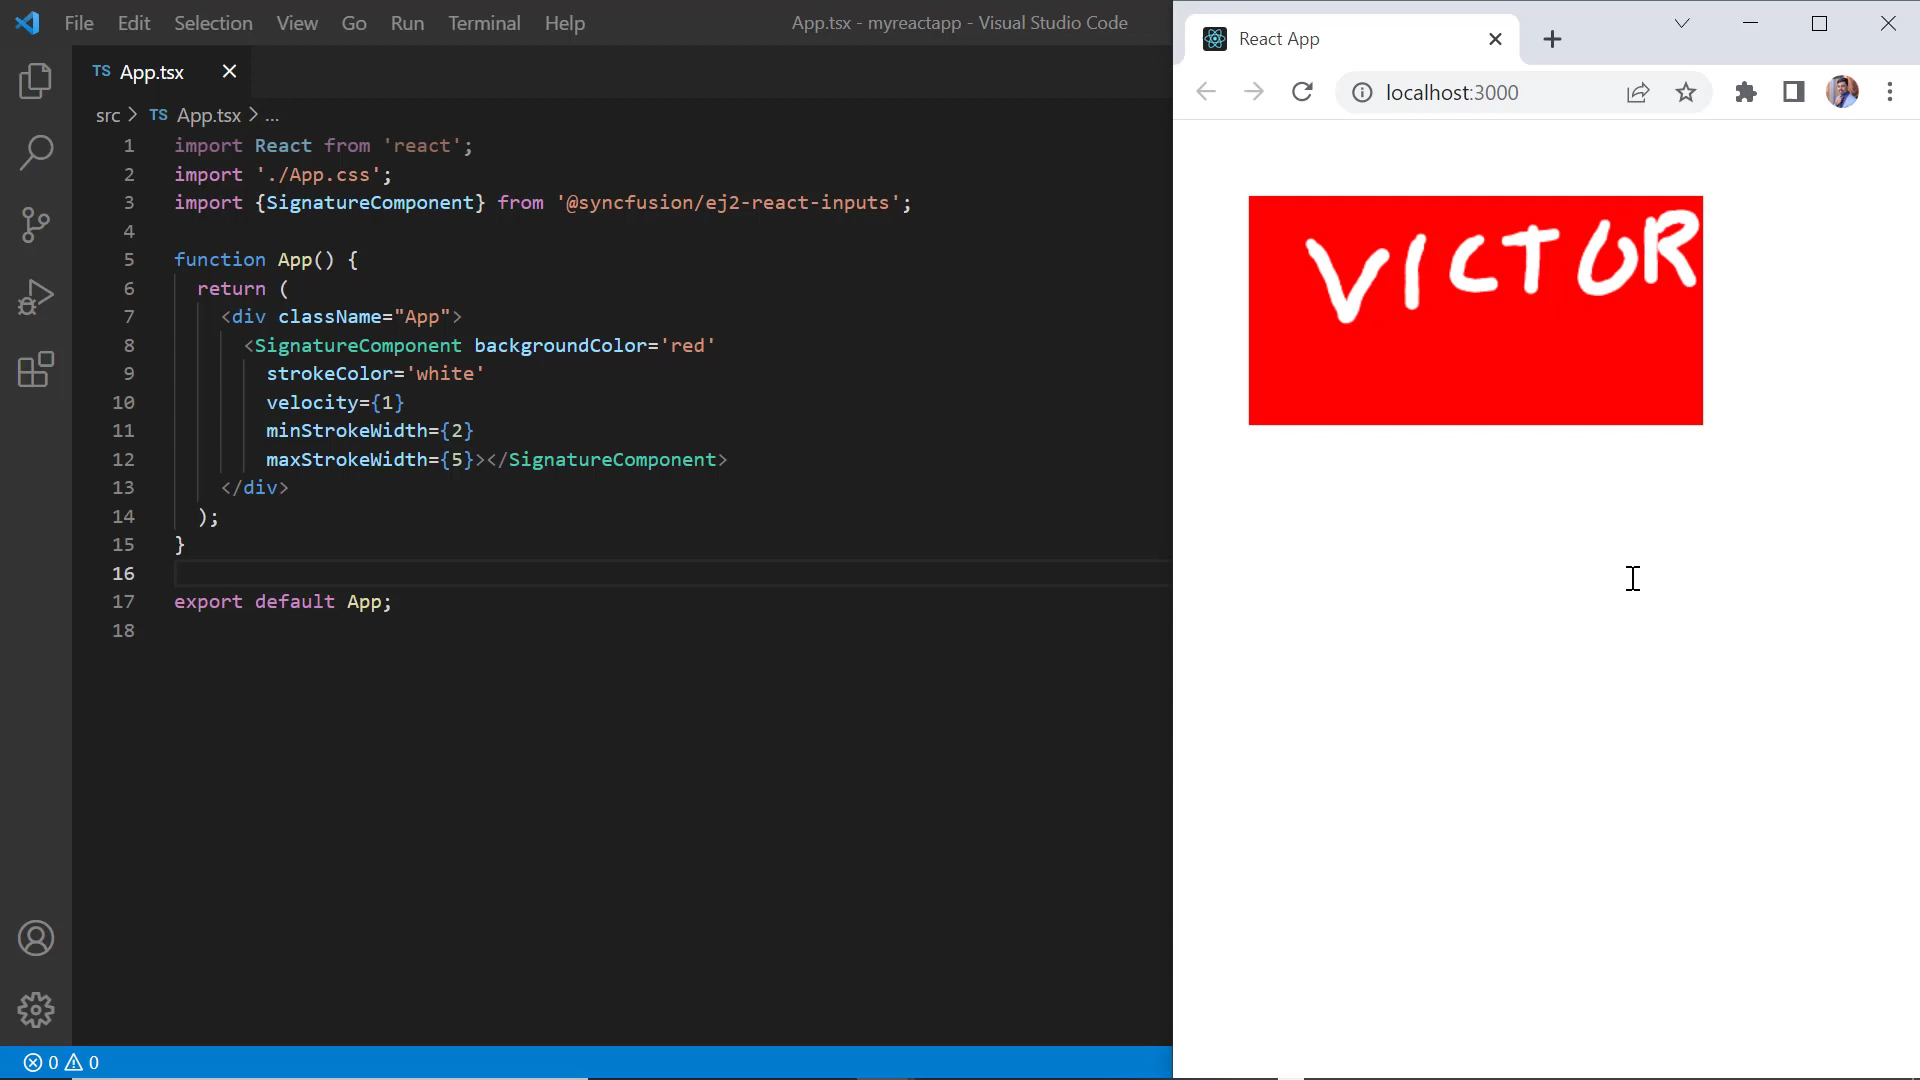 File Edit Selection View Go Run Terminal Help App.tsx - myreactapp - Visual Studio Code
TS App.tsx
src > TS App.tsx > ...
1 import React from 'react';
2 import './App.css';
3 import {SignatureComponent} from '@syncfusion/ej2-react-inputs';
4
5 function App() {
6 return (
7 <div className="App">
8 <SignatureComponent backgroundColor='red'
9 strokeColor='white'
10 velocity={1}
11 minStrokeWidth={2}
12 maxStrokeWidth={5}></SignatureComponent>
13 </div>
14 );
15 }
16
17 export default App;
18
0 0
React App
localhost:3000
VICTOR